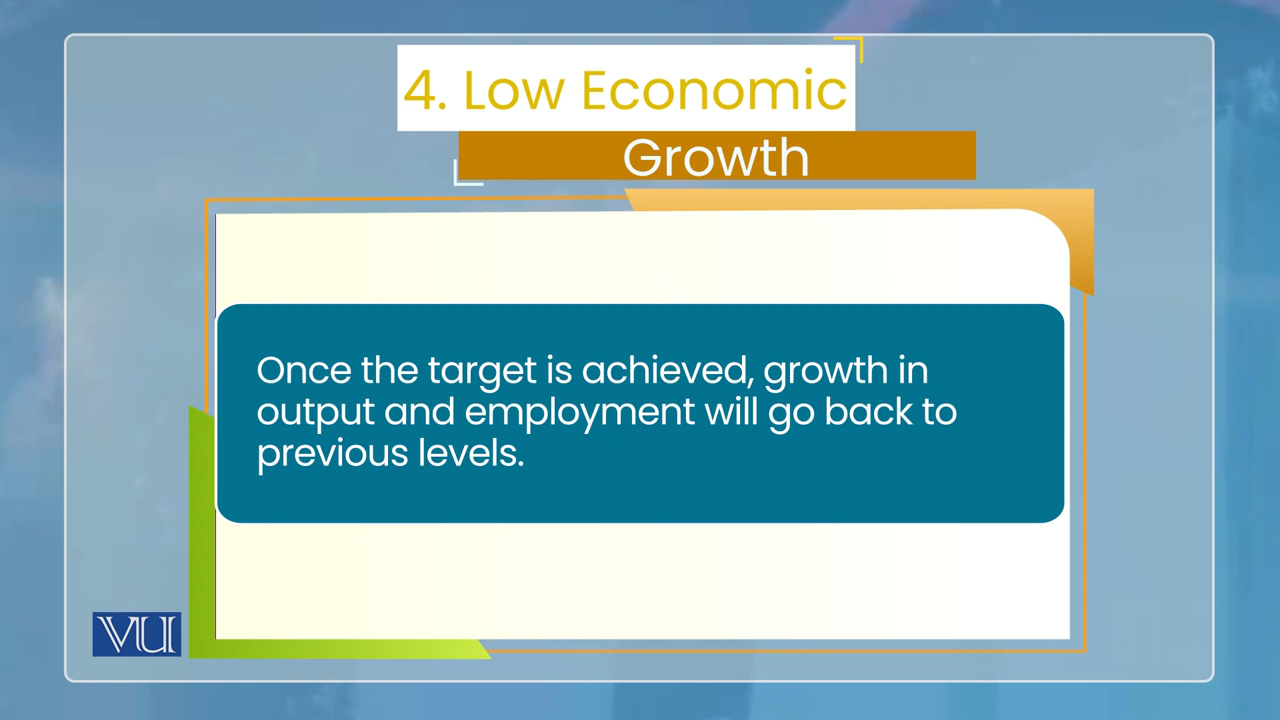 4. Low Economic
Growth
Once the target is achieved, growth in
output and employment will go back to
previous levels.
VU